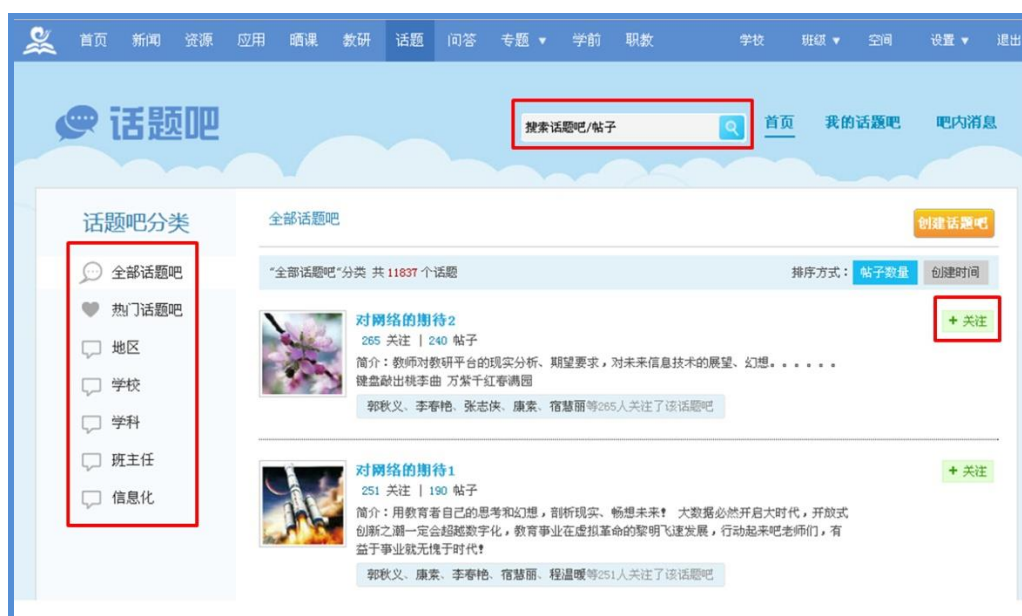 首页 新闻 资源 应用 晒课 教研 话题 问答 专题 ▼ 学前 职教 学校 班级 ▼ 空间 设置 ▼ 退出
话题吧
搜索话题吧/帖子
首页 我的话题吧 吧内消息
话题吧分类
全部话题吧
热门话题吧
地区
学校
学科
班主任
信息化
全部话题吧
创建话题吧
“全部话题吧”分类 共 11837 个话题
排序方式： 帖子数量 创建时间
对网络的期待2
+ 关注
265 关注 | 240 帖子
简介：教师对教研平台的现实分析、期望要求，对未来信息技术的展望、幻想。。。。。。
键盘敲出桃李曲 万紫千红春满园
郭秋义、李春艳、张志侠、康素、宿慧丽等265人关注了该话题吧
对网络的期待1
+ 关注
251 关注 | 190 帖子
简介：用教育者自己的思考和幻想，剖析现实、畅想未来！ 大数据必然开启大时代，开放式
创新之潮一定会超越数字化，教育事业在虚拟革命的黎明飞速发展，行动起来吧老师们，有
益于事业就无愧于时代！
郭秋义、康素、李春艳、宿慧丽、程温暖等251人关注了该话题吧